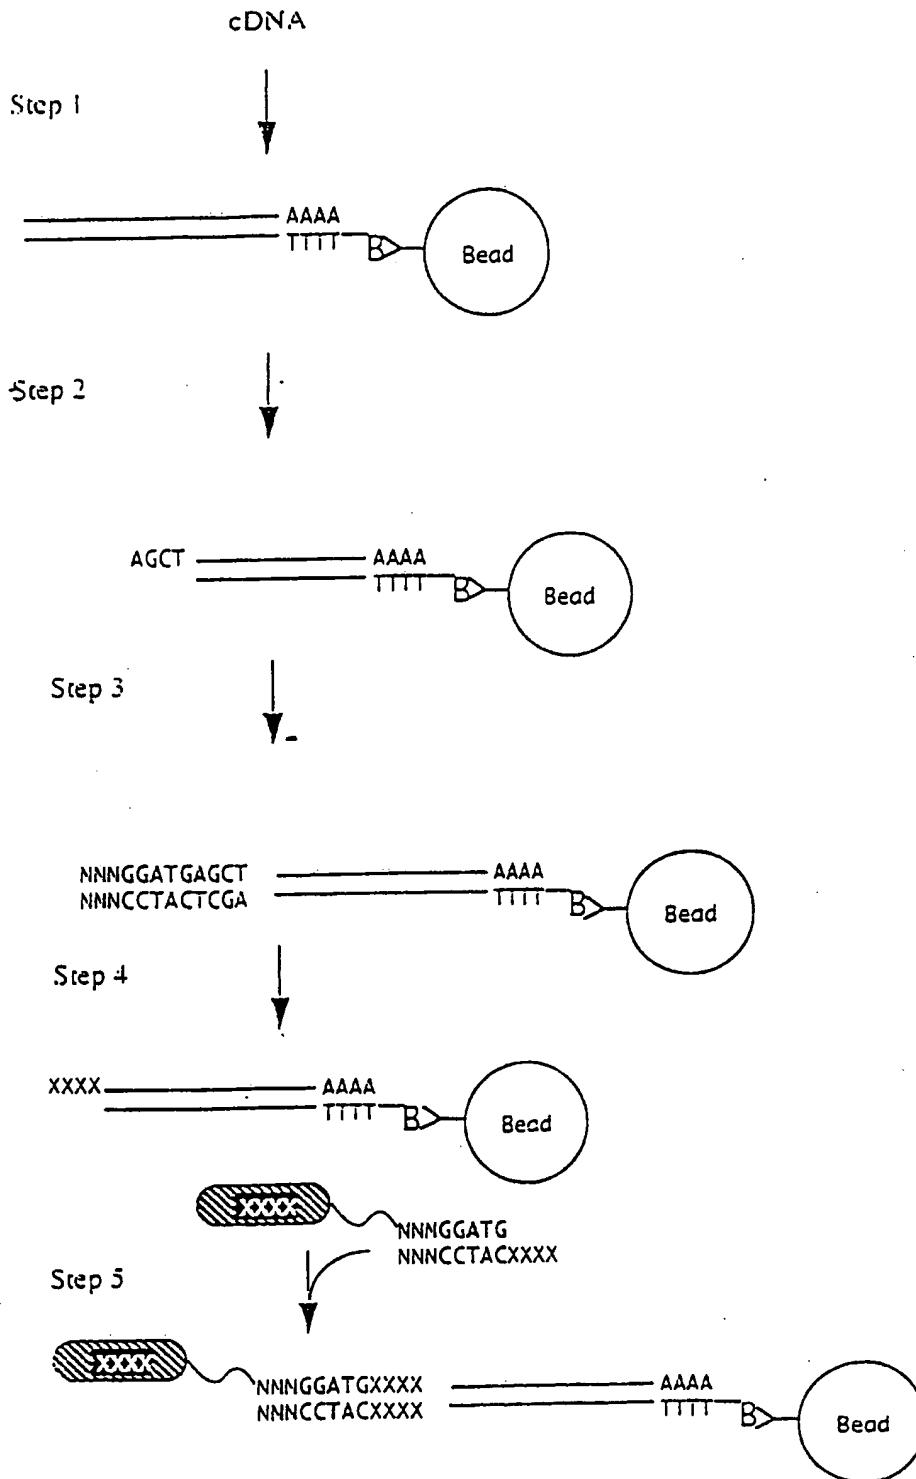 cDNA
Step 1
AAAA
TTTT
B
Bead
Step 2
AGCT
AAAA
TTTT
B
Bead
Step 3
NNNGGATGAGCT
AAAA
NNNCCTACTCGA
TTTT
B
Bead
Step 4
XXXX
AAAA
TTTT
B
Bead
XXXX
NNNGGATG
NNNCCTACXXXX
Step 5
XXXX
NNNGGATGXXXX
AAAA
NNNCCTACXXXX
TTTT
B
Bead